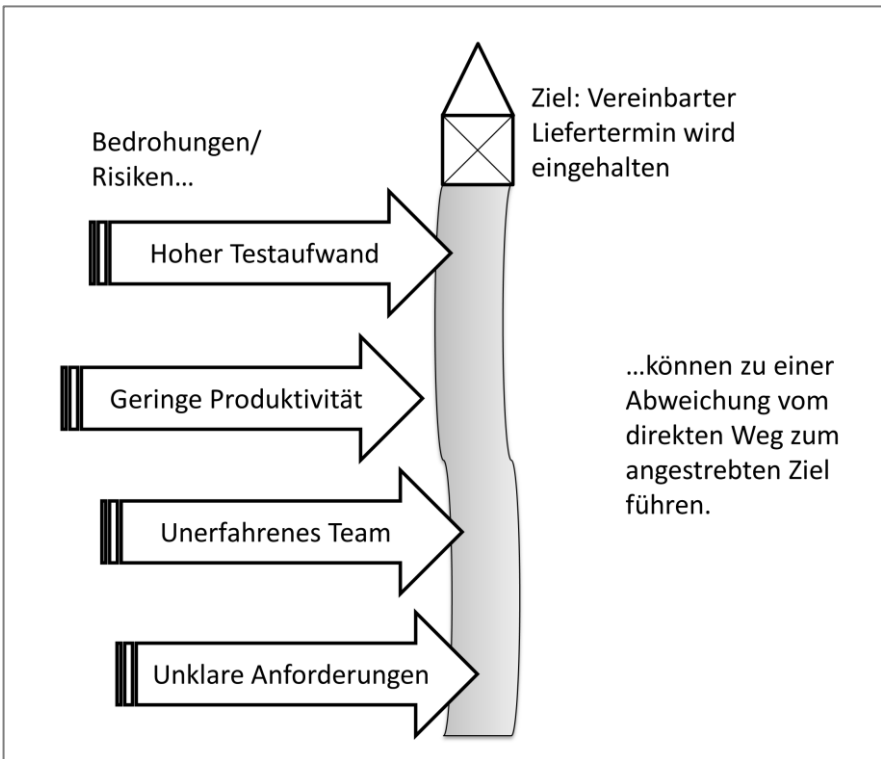 Ziel: Vereinbarter
Liefertermin wird
eingehalten
Bedrohungen/
Risiken...
Hoher Testaufwand
Geringe Produktivität
Unerfahrenes Team
Unklare Anforderungen
...können zu einer
Abweichung vom
direkten Weg zum
angestrebten Ziel
führen.